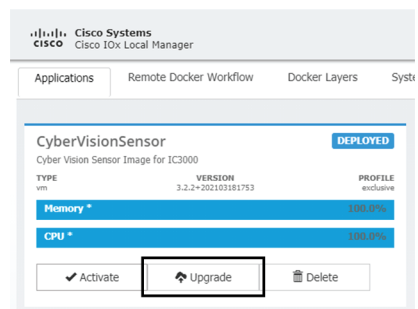 Cisco Systems
CISCO Cisco IOx Local Manager
Applications Remote Docker Workflow Docker Layers Syste
CyberVisionSensor DEPLOYED
Cyber Vision Sensor Image for IC3000
TYPE VERSION PROFILE
vm 3.2.2+202103181753 exclusive
Memory * 100.0%
CPU * 100.0%
Activate Upgrade Delete